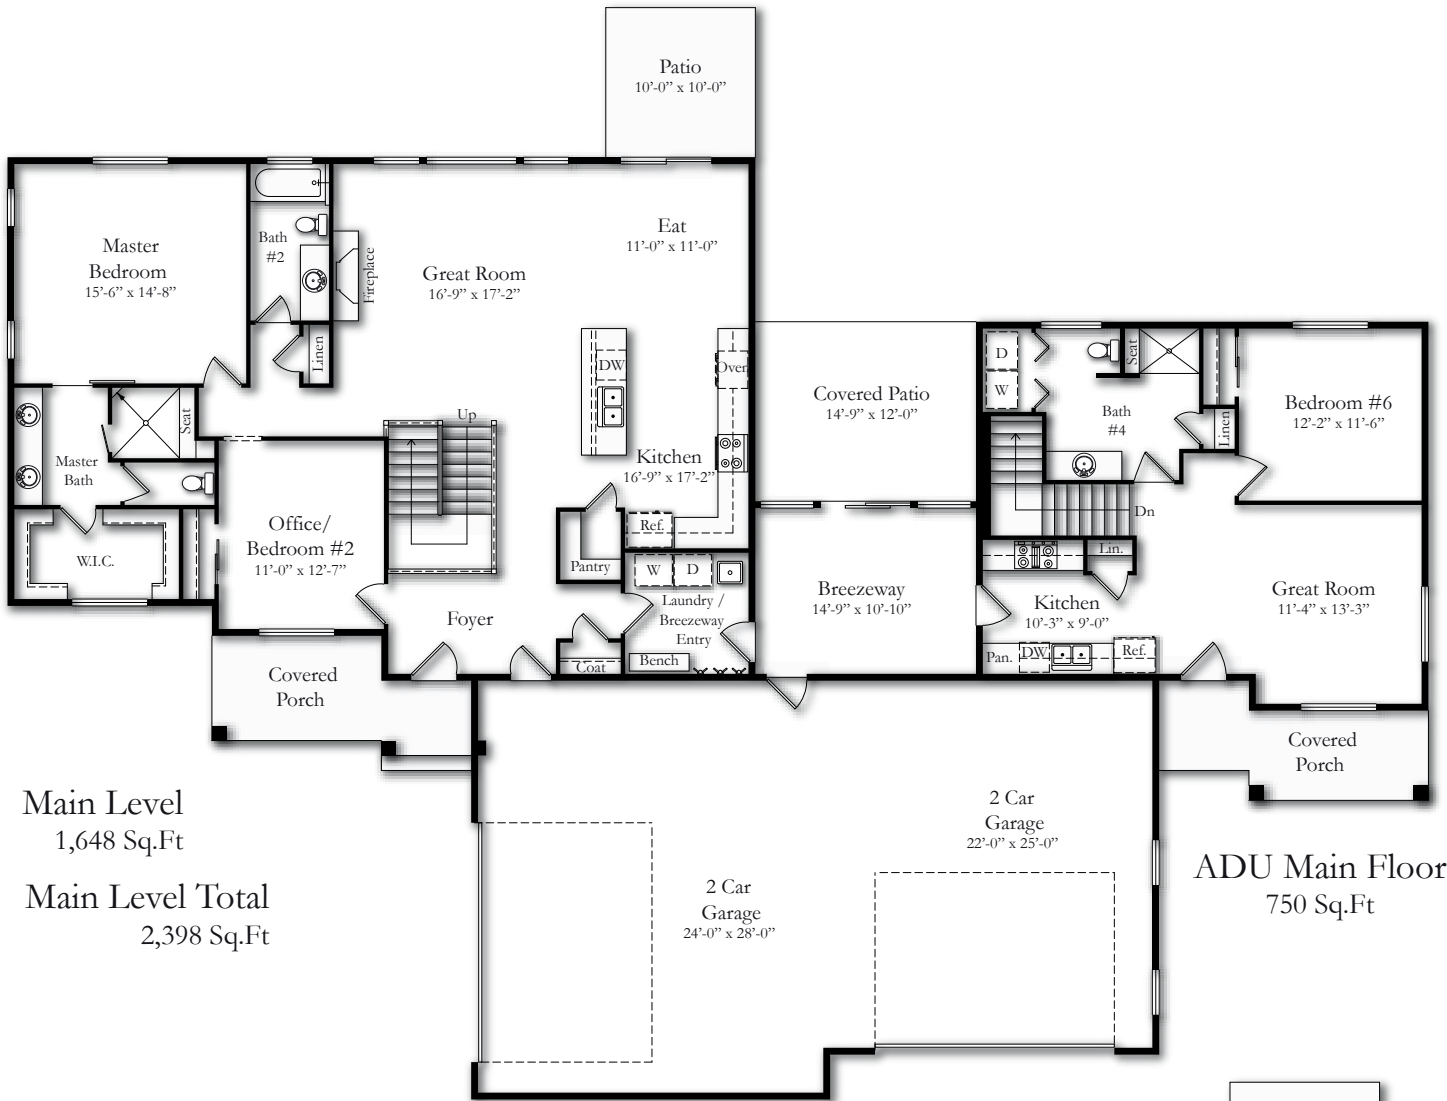 Patio
10’-0” x 10’-0”
Master
Bedroom
15’-6” x 14’-8”
Bath
#2
Fireplace
Linen
Great Room
16’-9” x 17’-2”
Eat
11’-0” x 11’-0”
DW
Oven
Kitchen
16’-9” x 17’-2”
Ref.
Pantry
Up
Seat
Master
Bath
W.I.C.
Office/
Bedroom #2
11’-0” x 12’-7”
Foyer
W
D
Laundry /
Breezeway
Entry
Bench
Coat
Covered
Porch
Covered Patio
14’-9” x 12’-0”
Breezeway
14’-9” x 10’-10”
D
W
Seat
Bath
#4
Linen
Bedroom #6
12’-2” x 11’-6”
Dn
Lin.
Kitchen
10’-3” x 9’-0”
Pan.
DW
Ref.
Great Room
11’-4” x 13’-3”
Covered
Porch
2 Car
Garage
22’-0” x 25’-0”
2 Car
Garage
24’-0” x 28’-0”
Main Level
1,648 Sq.Ft
Main Level Total
2,398 Sq.Ft
ADU Main Floor
750 Sq.Ft